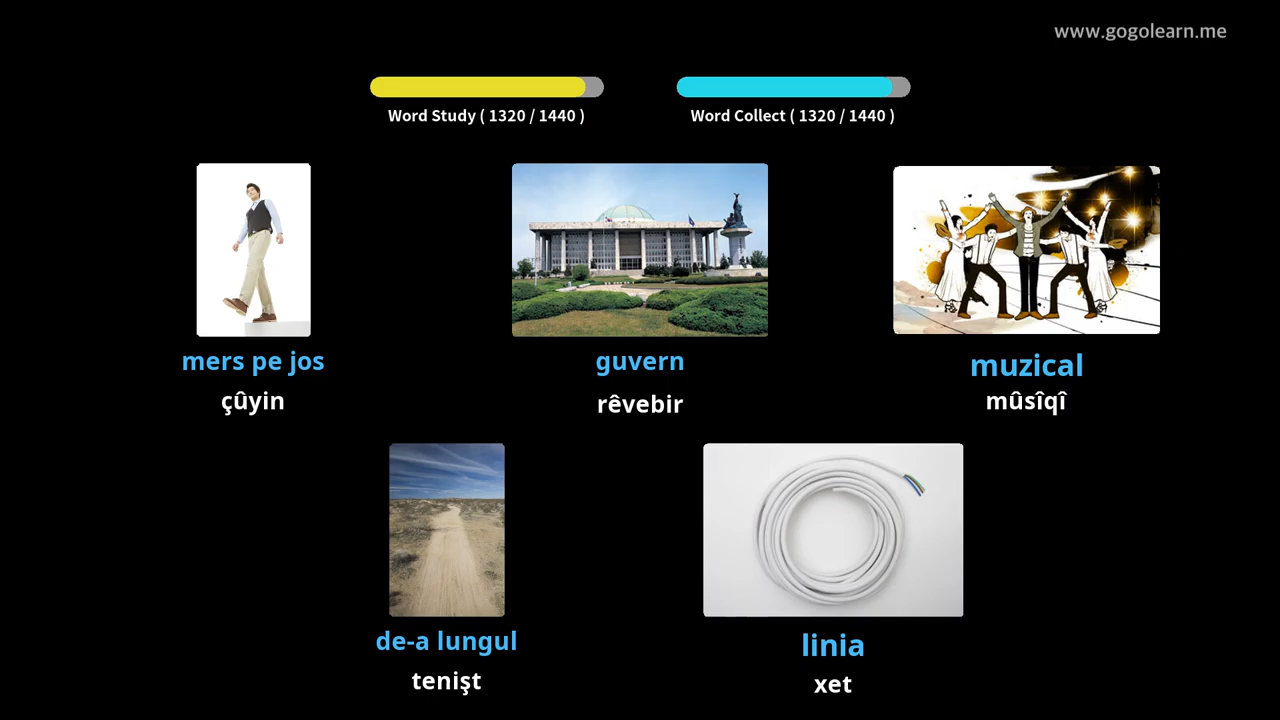 www.gogolearn.me
Word Study ( 1320 / 1440 )
Word Collect ( 1320 / 1440 )
mers pe jos
çûyin
guvern
rêvebir
muzical
mûsîqî
de-a lungul
tenişt
linia
xet